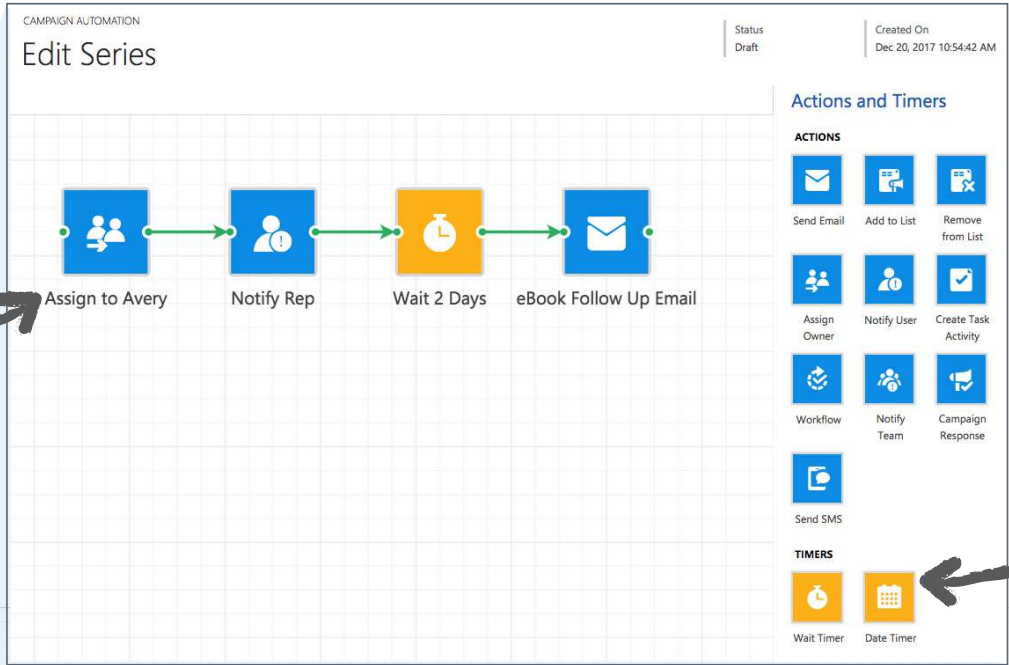 CAMPAIGN AUTOMATION
Edit Series
Status
Draft
Created On
Dec 20, 2017 10:54:42 AM
Assign to Avery
Notify Rep
Wait 2 Days
eBook Follow Up Email
Actions and Timers
ACTIONS
Send Email
Add to List
Remove
from List
Assign
Owner
Notify User
Create Task
Activity
Workflow
Notify
Team
Campaign
Response
Send SMS
TIMERS
Wait Timer
Date Timer